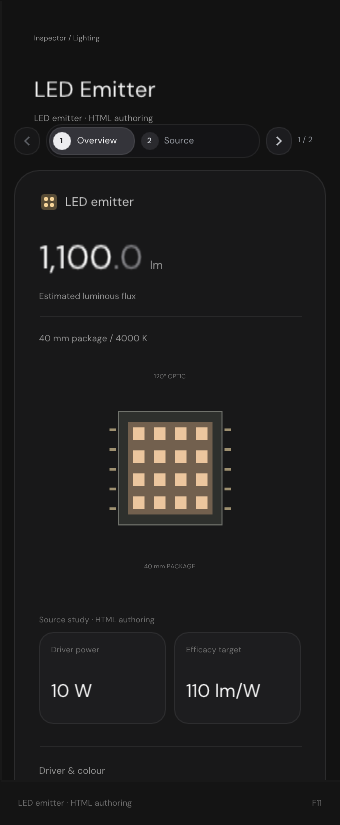 Inspector / Lighting
LED Emitter
LED emitter · HTML authoring
1 Overview 2 Source 1 / 2
LED emitter
1,100.0 lm
Estimated luminous flux
40 mm package / 4000 K
120° OPTIC
40 mm PACKAGE
Source study · HTML authoring
Driver power
10 W
Efficacy target
110 lm/W
Driver & colour
LED emitter · HTML authoring F11